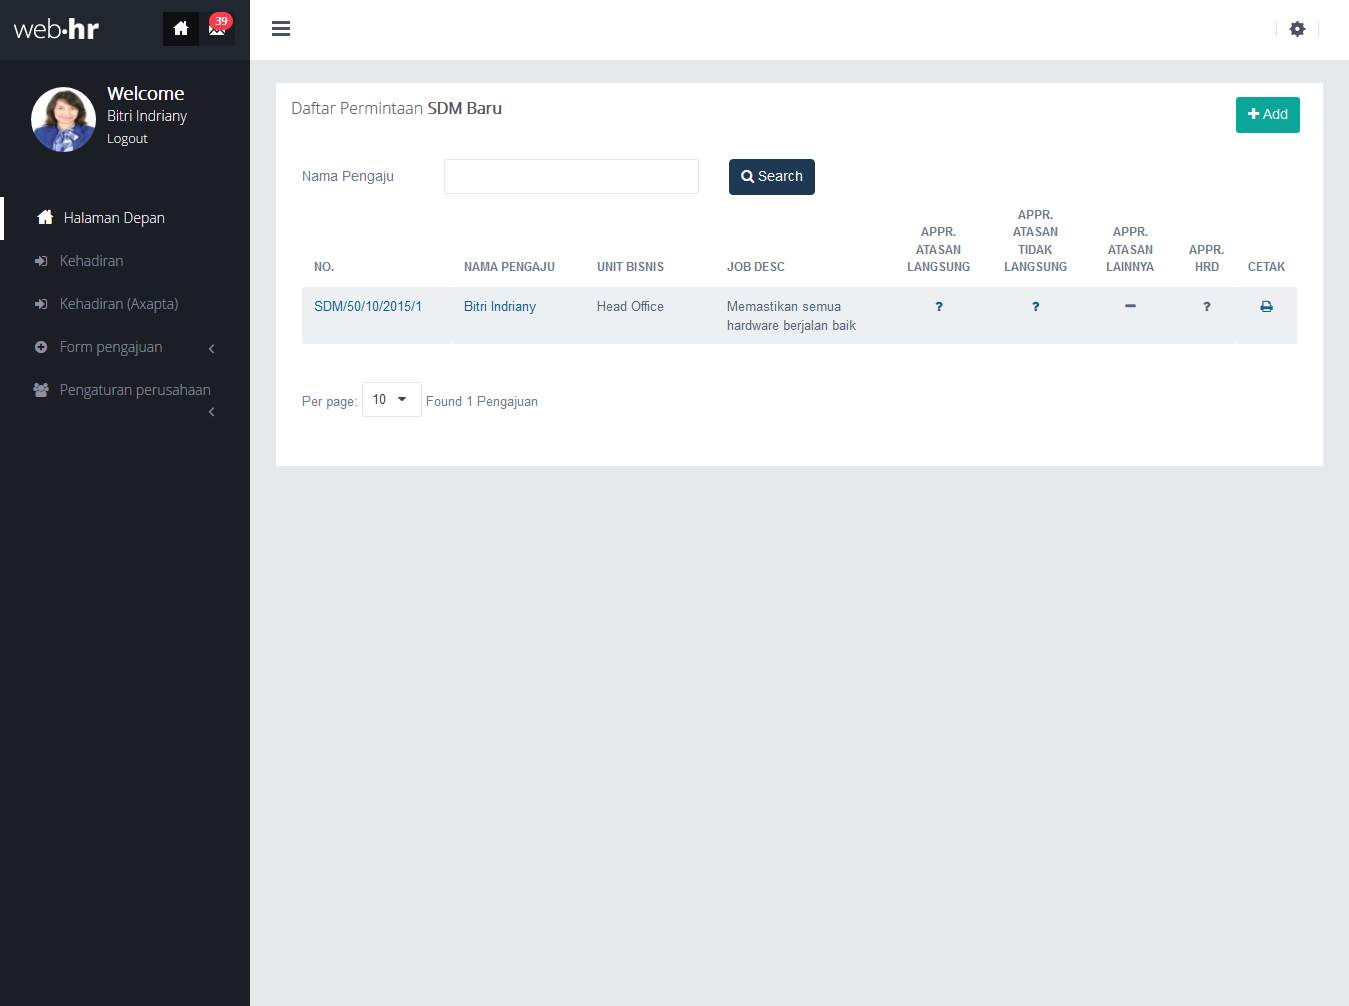 web•hr
39
Welcome
Bitri Indriany
Logout
Halaman Depan
Kehadiran
Kehadiran (Axapta)
Form pengajuan
Pengaturan perusahaan
Daftar Permintaan SDM Baru
Add
Nama Pengaju
Search
NO.
NAMA PENGAJU
UNIT BISNIS
JOB DESC
APPR.
ATASAN
LANGSUNG
APPR.
ATASAN
TIDAK
LANGSUNG
APPR.
ATASAN
LAINNYA
APPR.
HRD
CETAK
SDM/50/10/2015/1
Bitri Indriany
Head Office
Memastikan semua
hardware berjalan baik
?
?
–
?
Per page: 10 Found 1 Pengajuan